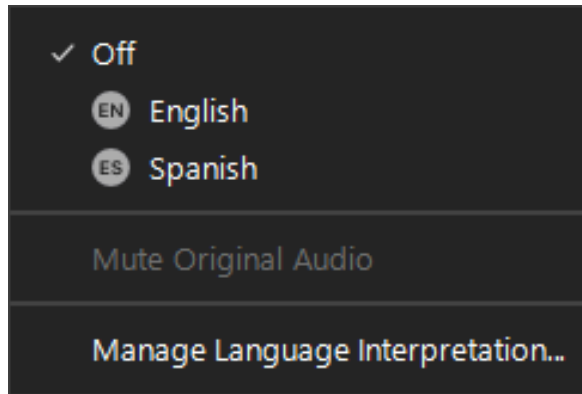 Off
EN English
ES Spanish
Mute Original Audio
Manage Language Interpretation...